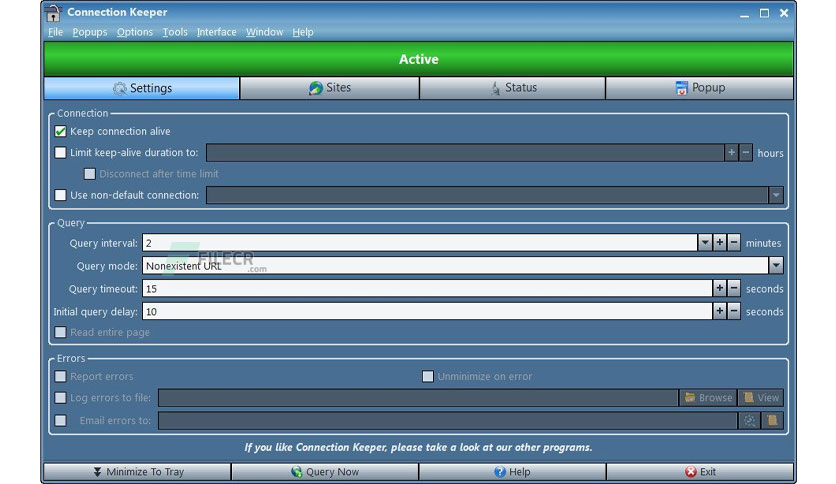 Connection Keeper
File Popups Options Tools Interface Window Help
Active
Settings Sites Status Popup
Connection
Keep connection alive
Limit keep-alive duration to: + − hours
Disconnect after time limit
Use non-default connection:
Query
Query interval: 2 + − minutes
FILECR
.com
Query mode: Nonexistent URL
Query timeout: 15 + − seconds
Initial query delay: 10 + − seconds
Read entire page
Errors
Report errors Unminimize on error
Log errors to file: Browse View
Email errors to:
If you like Connection Keeper, please take a look at our other programs.
Minimize To Tray Query Now Help Exit